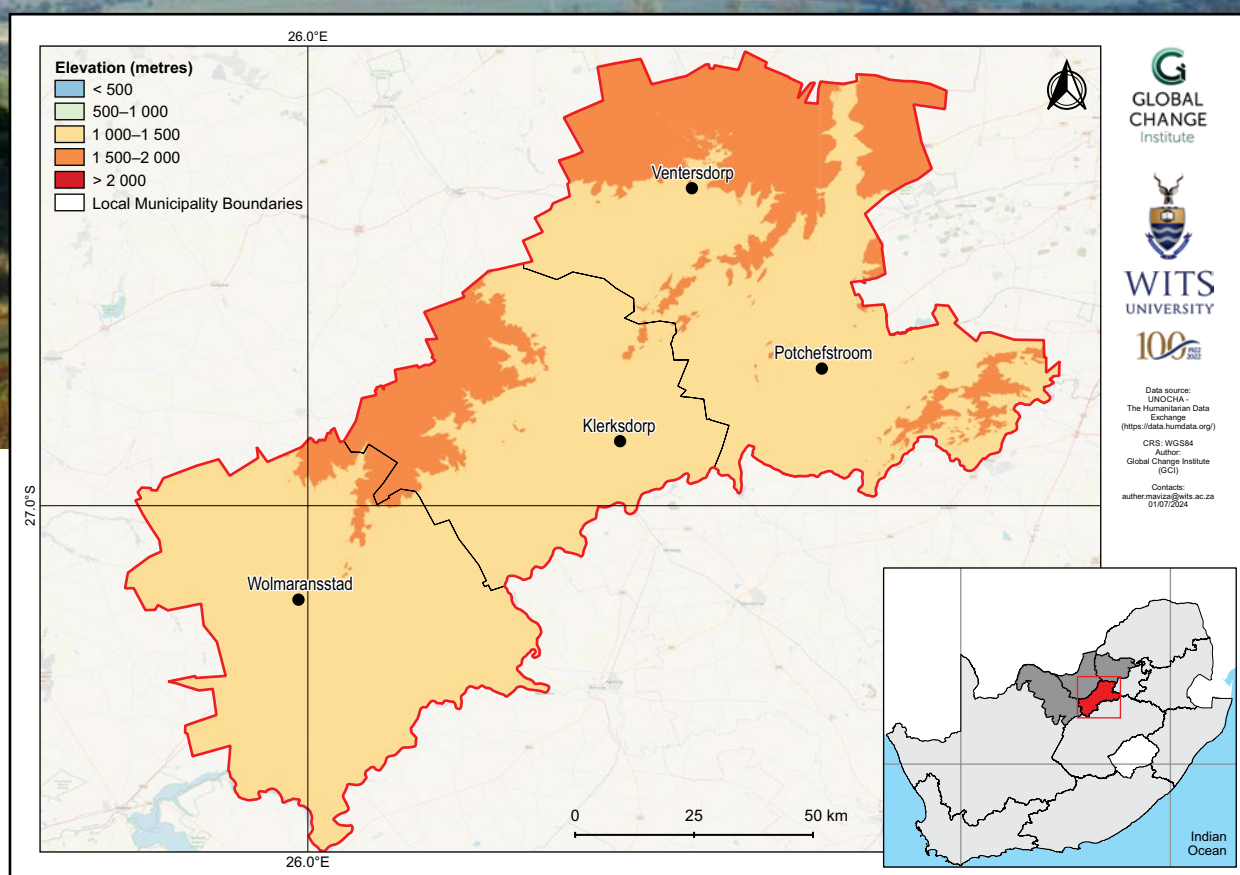 26.0°E
Elevation (metres)
< 500
500–1 000
1 000–1 500
1 500–2 000
> 2 000
Local Municipality Boundaries
Ventersdorp
Potchefstroom
Klerksdorp
27.0°S
Wolmaransstad
0 25 50 km
26.0°E
GLOBAL
CHANGE
Institute
WITS
UNIVERSITY
100 1922
2022
Data source:
UNOCHA -
The Humanitarian Data
Exchange
(https://data.humdata.org/)
CRS: WGS84
Author:
Global Change Institute
(GCI)
Contacts:
auther.maviza@wits.ac.za
01/07/2024
Indian
Ocean